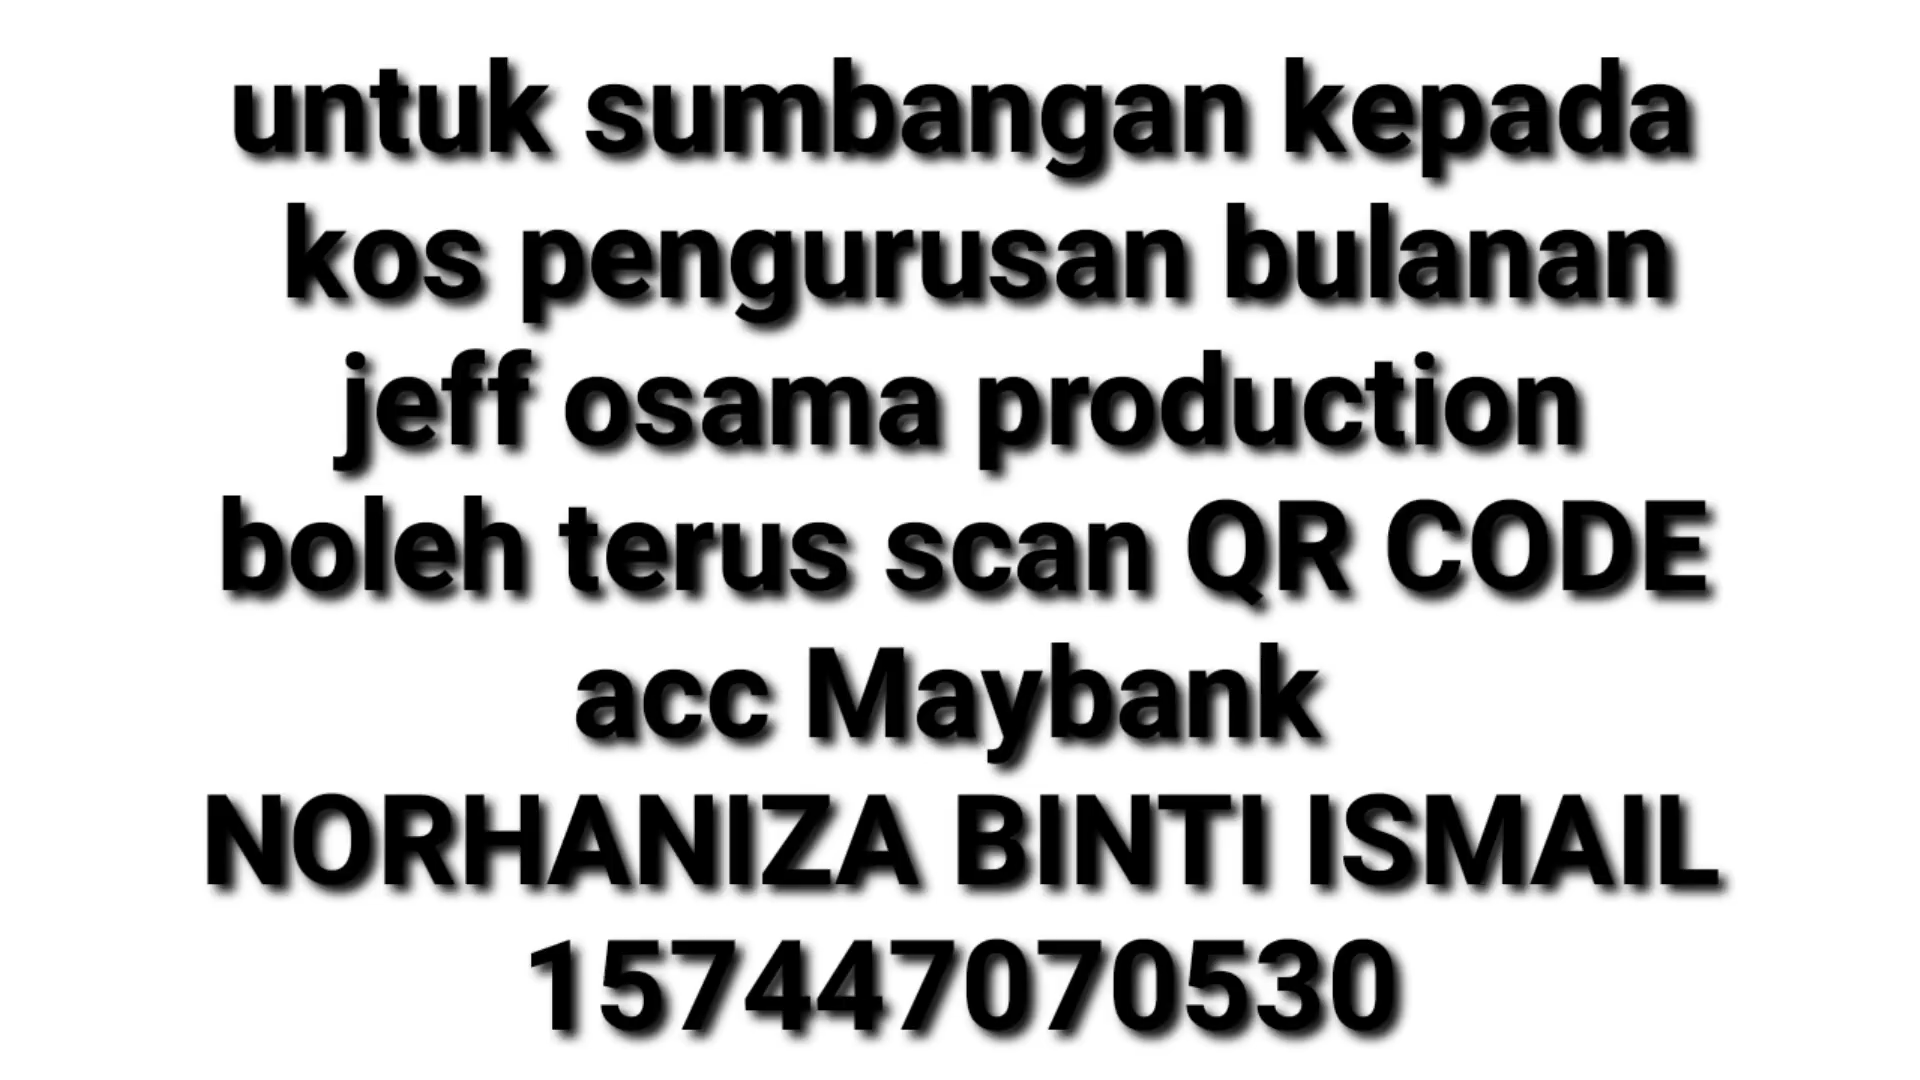 untuk sumbangan kepada
kos pengurusan bulanan
jeff osama production
boleh terus scan QR CODE
acc Maybank
NORHANIZA BINTI ISMAIL
157447070530